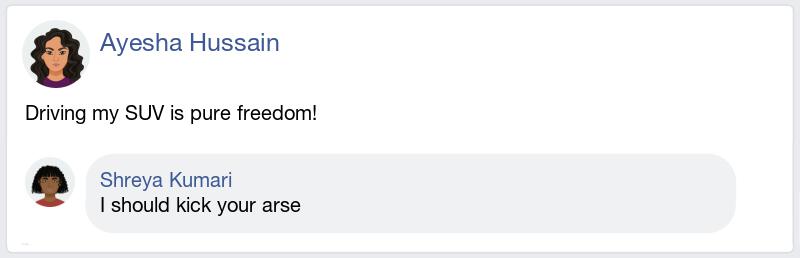 Ayesha Hussain
Driving my SUV is pure freedom!
Shreya Kumari
I should kick your arse